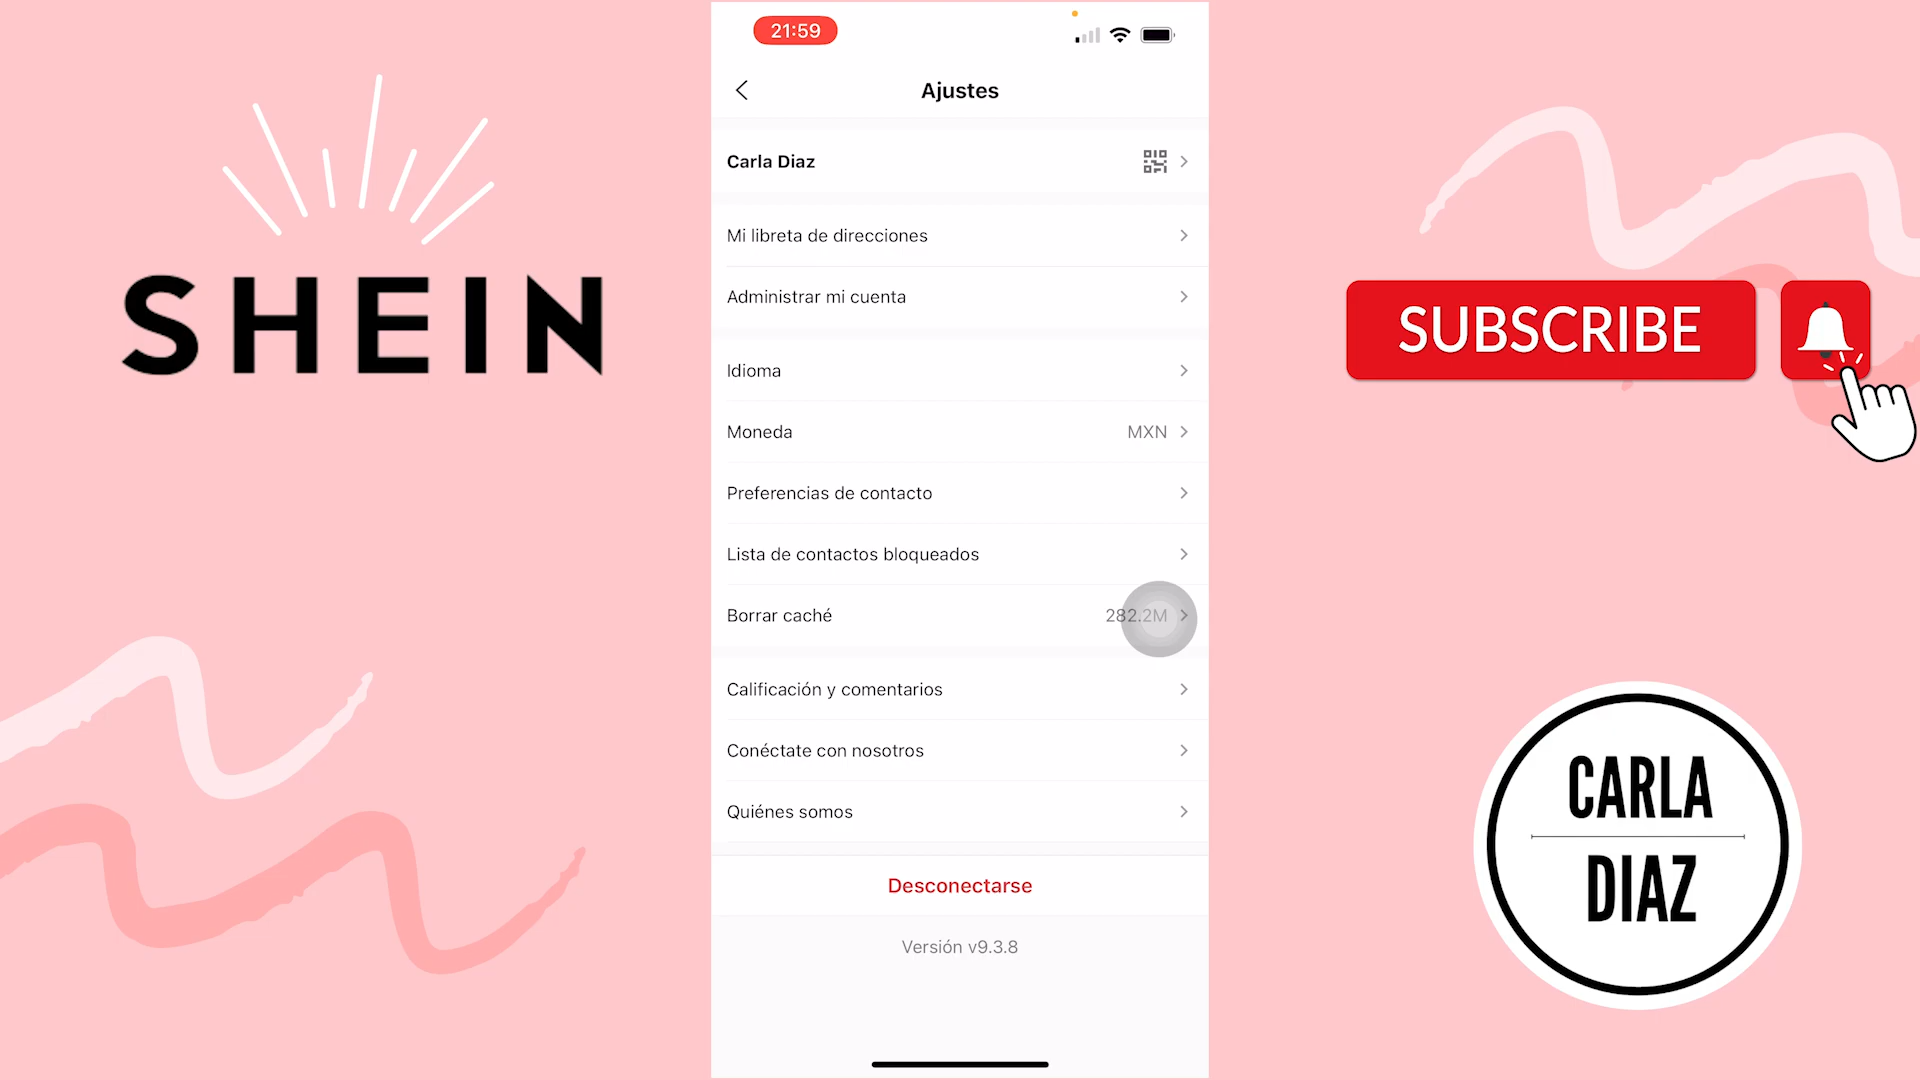 SHEIN
21:59
Ajustes
Carla Diaz
Mi libreta de direcciones
Administrar mi cuenta
Idioma
Moneda MXN
Preferencias de contacto
Lista de contactos bloqueados
Borrar caché 282.2M
Calificación y comentarios
Conéctate con nosotros
Quiénes somos
Desconectarse
Versión v9.3.8
SUBSCRIBE
CARLA
DIAZ